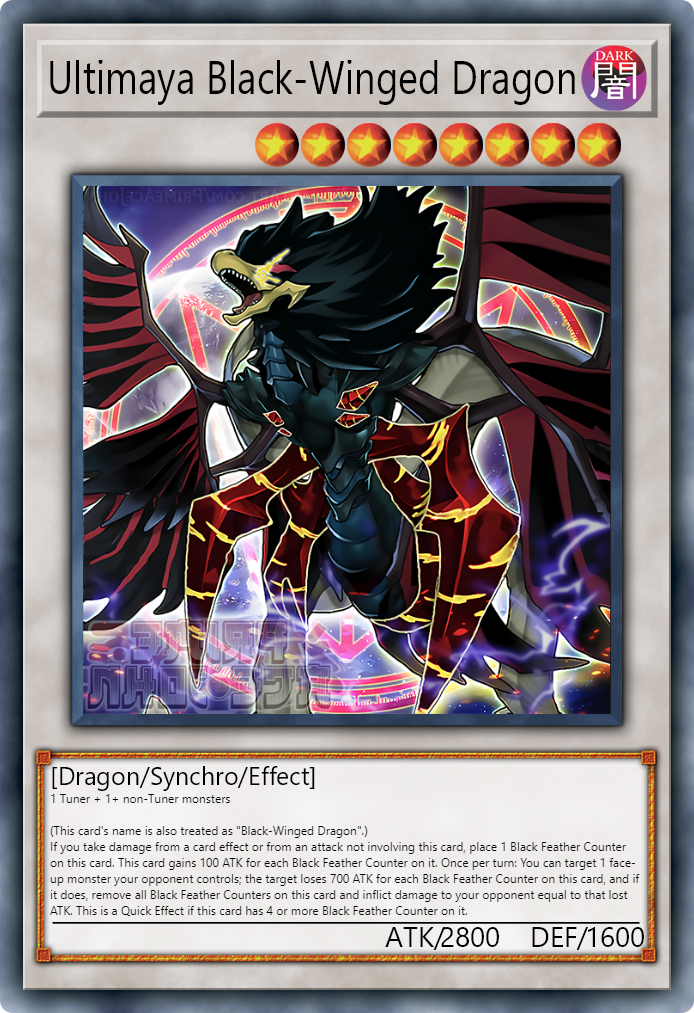 Ultimaya Black-Winged Dragon
DARK
闇
[Dragon/Synchro/Effect]
1 Tuner + 1+ non-Tuner monsters
(This card's name is also treated as "Black-Winged Dragon".)
If you take damage from a card effect or from an attack not involving this card, place 1 Black Feather Counter
on this card. This card gains 100 ATK for each Black Feather Counter on it. Once per turn: You can target 1 face-
up monster your opponent controls; the target loses 700 ATK for each Black Feather Counter on this card, and if
it does, remove all Black Feather Counters on this card and inflict damage to your opponent equal to that lost
ATK. This is a Quick Effect if this card has 4 or more Black Feather Counter on it.
ATK/2800 DEF/1600